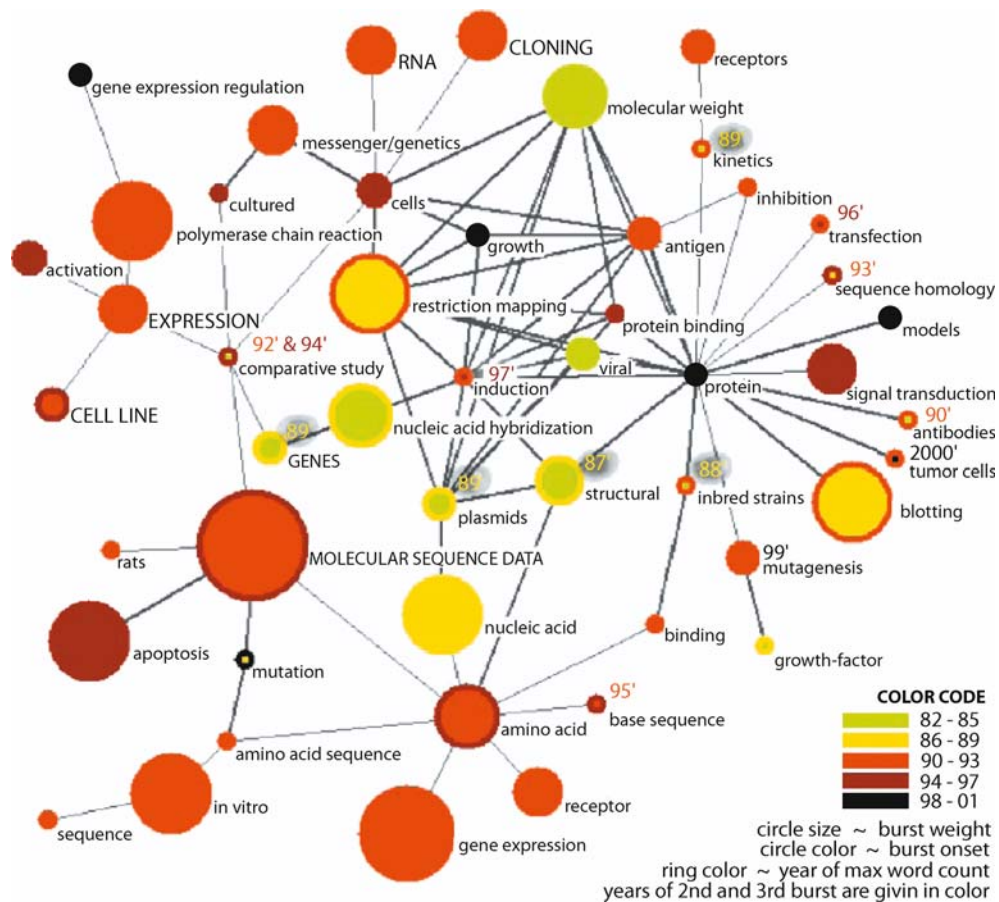 RNA
CLONING
receptors
gene expression regulation
molecular weight
messenger/genetics
89
kinetics
inhibition
cultured
cells
96'
transfection
polymerase chain reaction
growth
antigen
activation
93'
sequence homology
restriction mapping
EXPRESSION
protein binding
models
92' & 94'
comparative study
97'
induction
viral
protein
signal transduction
CELL LINE
nucleic acid hybridization
90'
antibodies
89
GENES
2000'
tumor cells
89'
plasmids
87'
structural
88'
inbred strains
blotting
MOLECULAR SEQUENCE DATA
99'
mutagenesis
rats
nucleic acid
binding
growth-factor
apoptosis
mutation
95'
base sequence
amino acid
amino acid sequence
in vitro
receptor
sequence
gene expression
COLOR CODE
82 - 85
86 - 89
90 - 93
94 - 97
98 - 01
circle size ~ burst weight
circle color ~ burst onset
ring color ~ year of max word count
years of 2nd and 3rd burst are givin in color